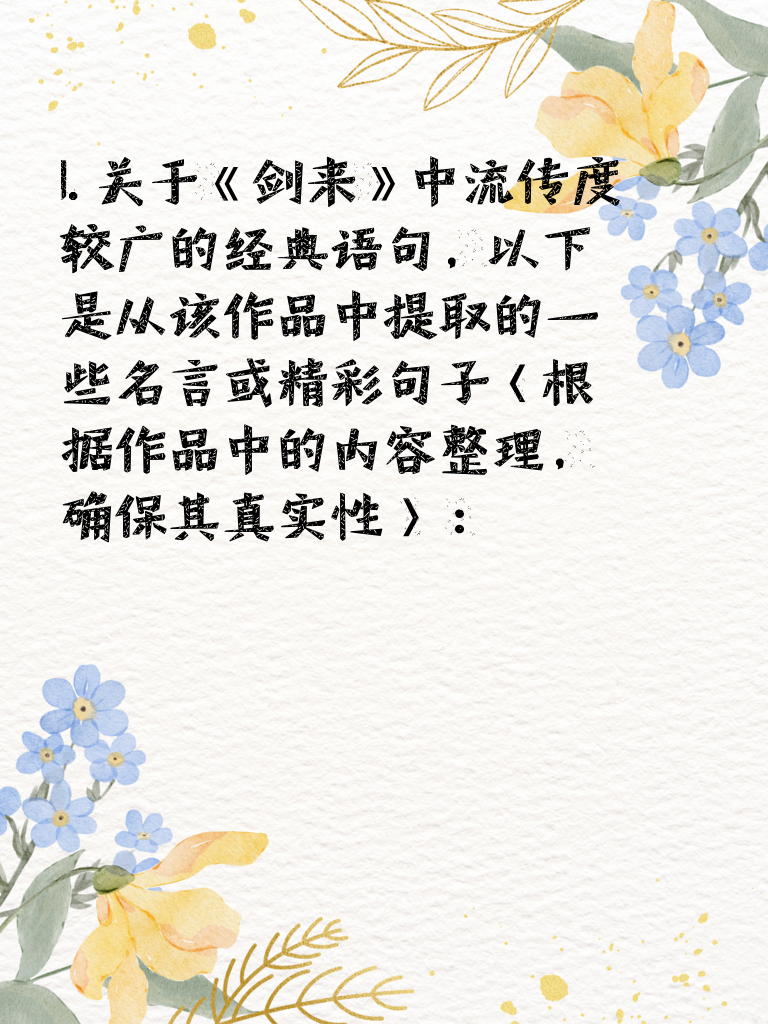 1. 关于《剑来》中流传度
较广的经典语句，以下
是从该作品中提取的一
些名言或精彩句子〈根
据作品中的内容整理，
确保其真实性〉：